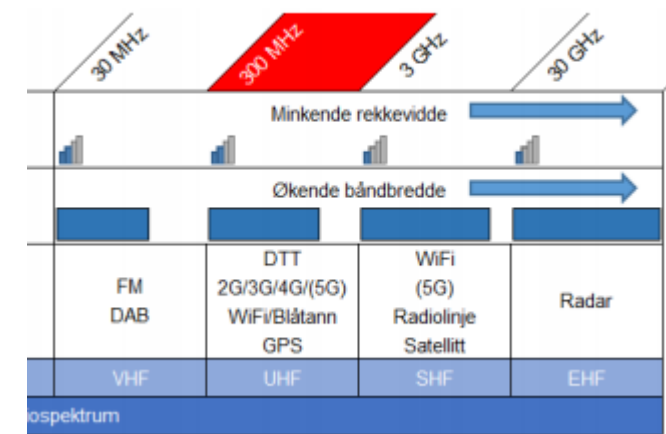 30 MHz 300 MHz 3 GHz 30 GHz
Minkende rekkevidde
Økende båndbredde
FM
DAB
DTT
2G/3G/4G/(5G)
WiFi/Blåtann
GPS
WiFi
(5G)
Radiolinje
Satellitt
Radar
VHF UHF SHF EHF
iospektrum